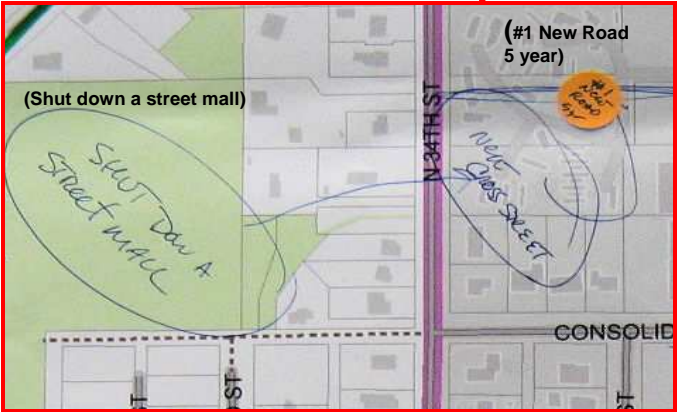 (#1 New Road
5 year)
(Shut down a street mall)
#1
NEW
ROAD
5yr
SHUT DOWN A
STREET MALL
NEW
CROSS STREET
N 34TH ST
CONSOLID
ST
ST
ST